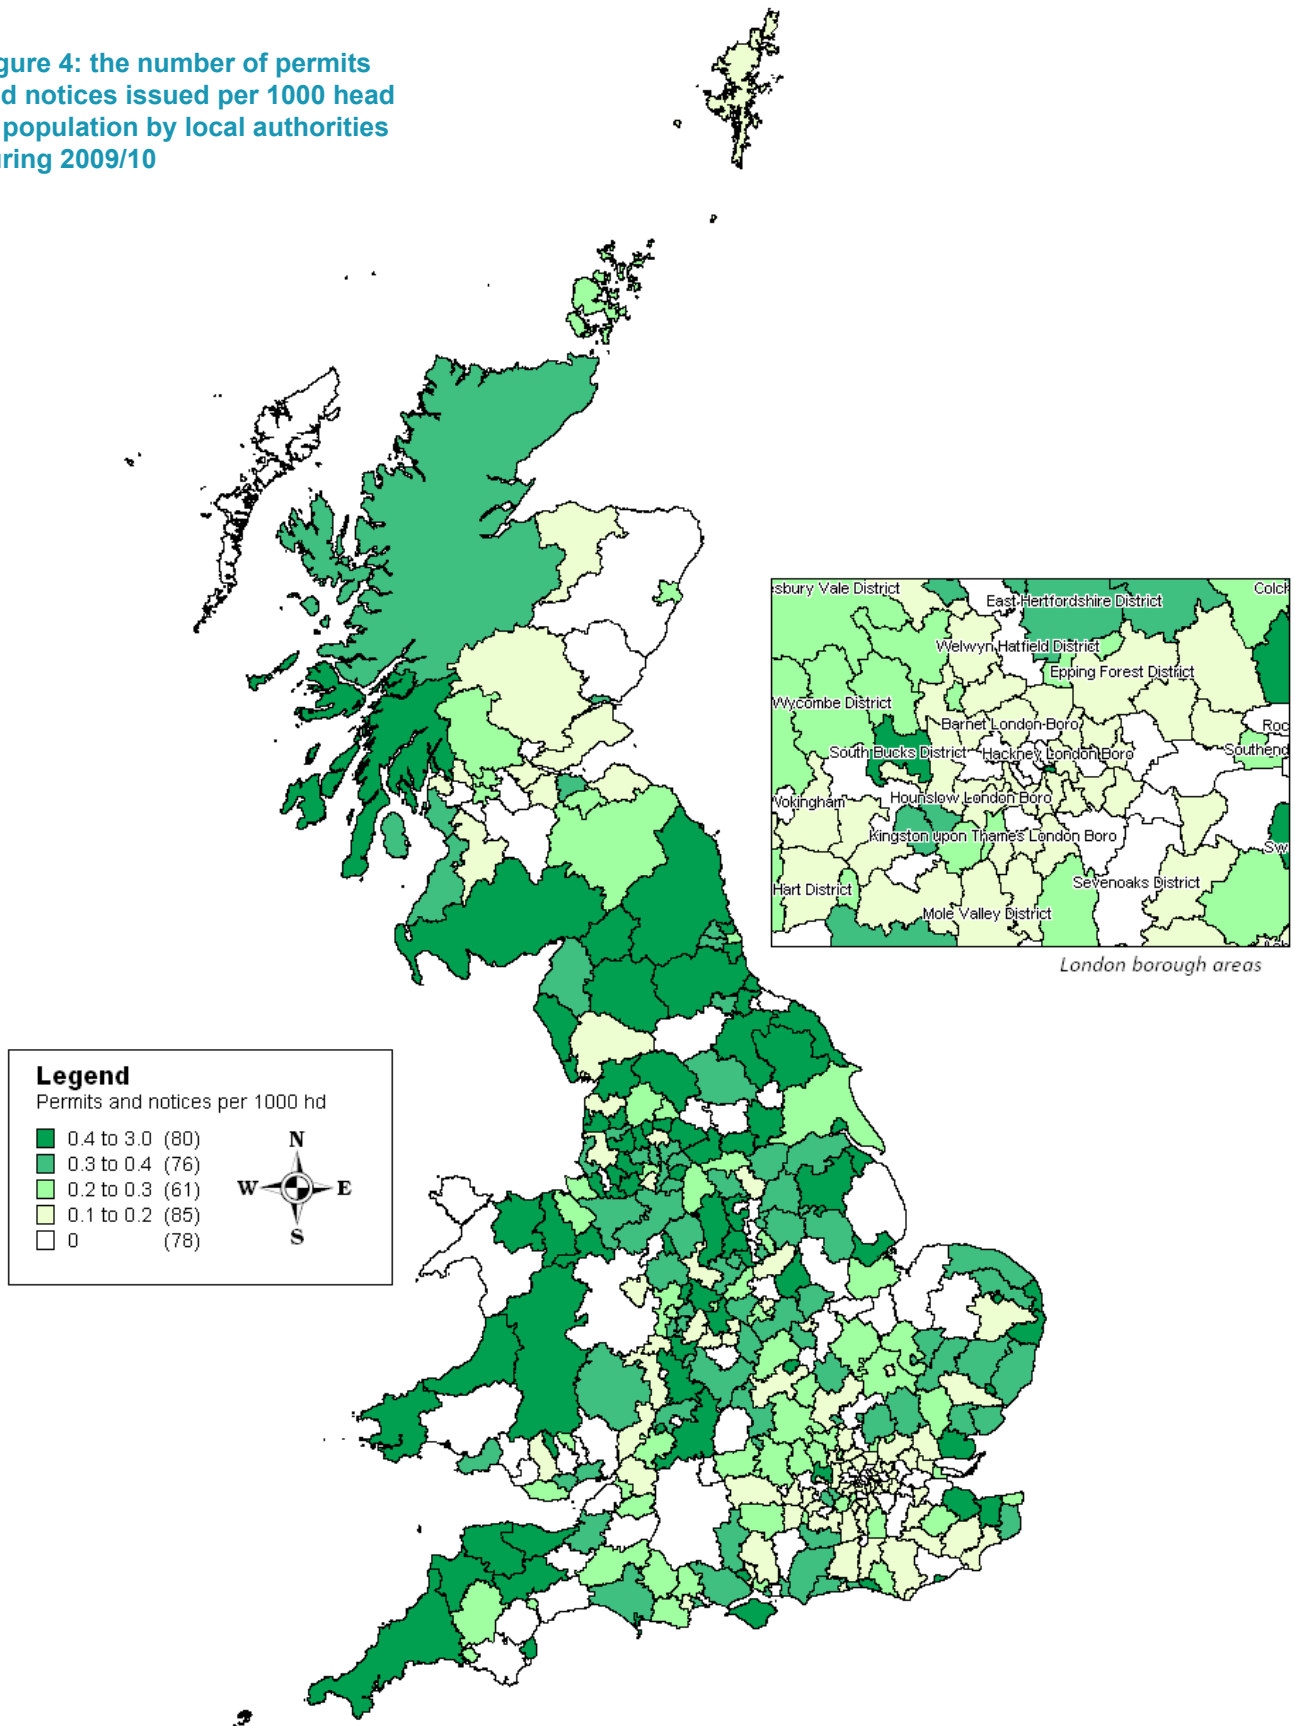 gure 4: the number of permits
d notices issued per 1000 head
population by local authorities
uring 2009/10
sbury Vale District
Colch
East Hertfordshire District
Welwyn Hatfield District
Epping Forest District
Wycombe District
Barnet London Boro
Roc
South Bucks District
Hackney London Boro
Southend
Wokingham
Hounslow London Boro
Kingston upon Thames London Boro
Sw
Hart District
Sevenoaks District
Mole Valley District
London borough areas
Legend
Permits and notices per 1000 hd
0.4 to 3.0 (80)
0.3 to 0.4 (76)
0.2 to 0.3 (61)
0.1 to 0.2 (85)
0 (78)
N
W E
S